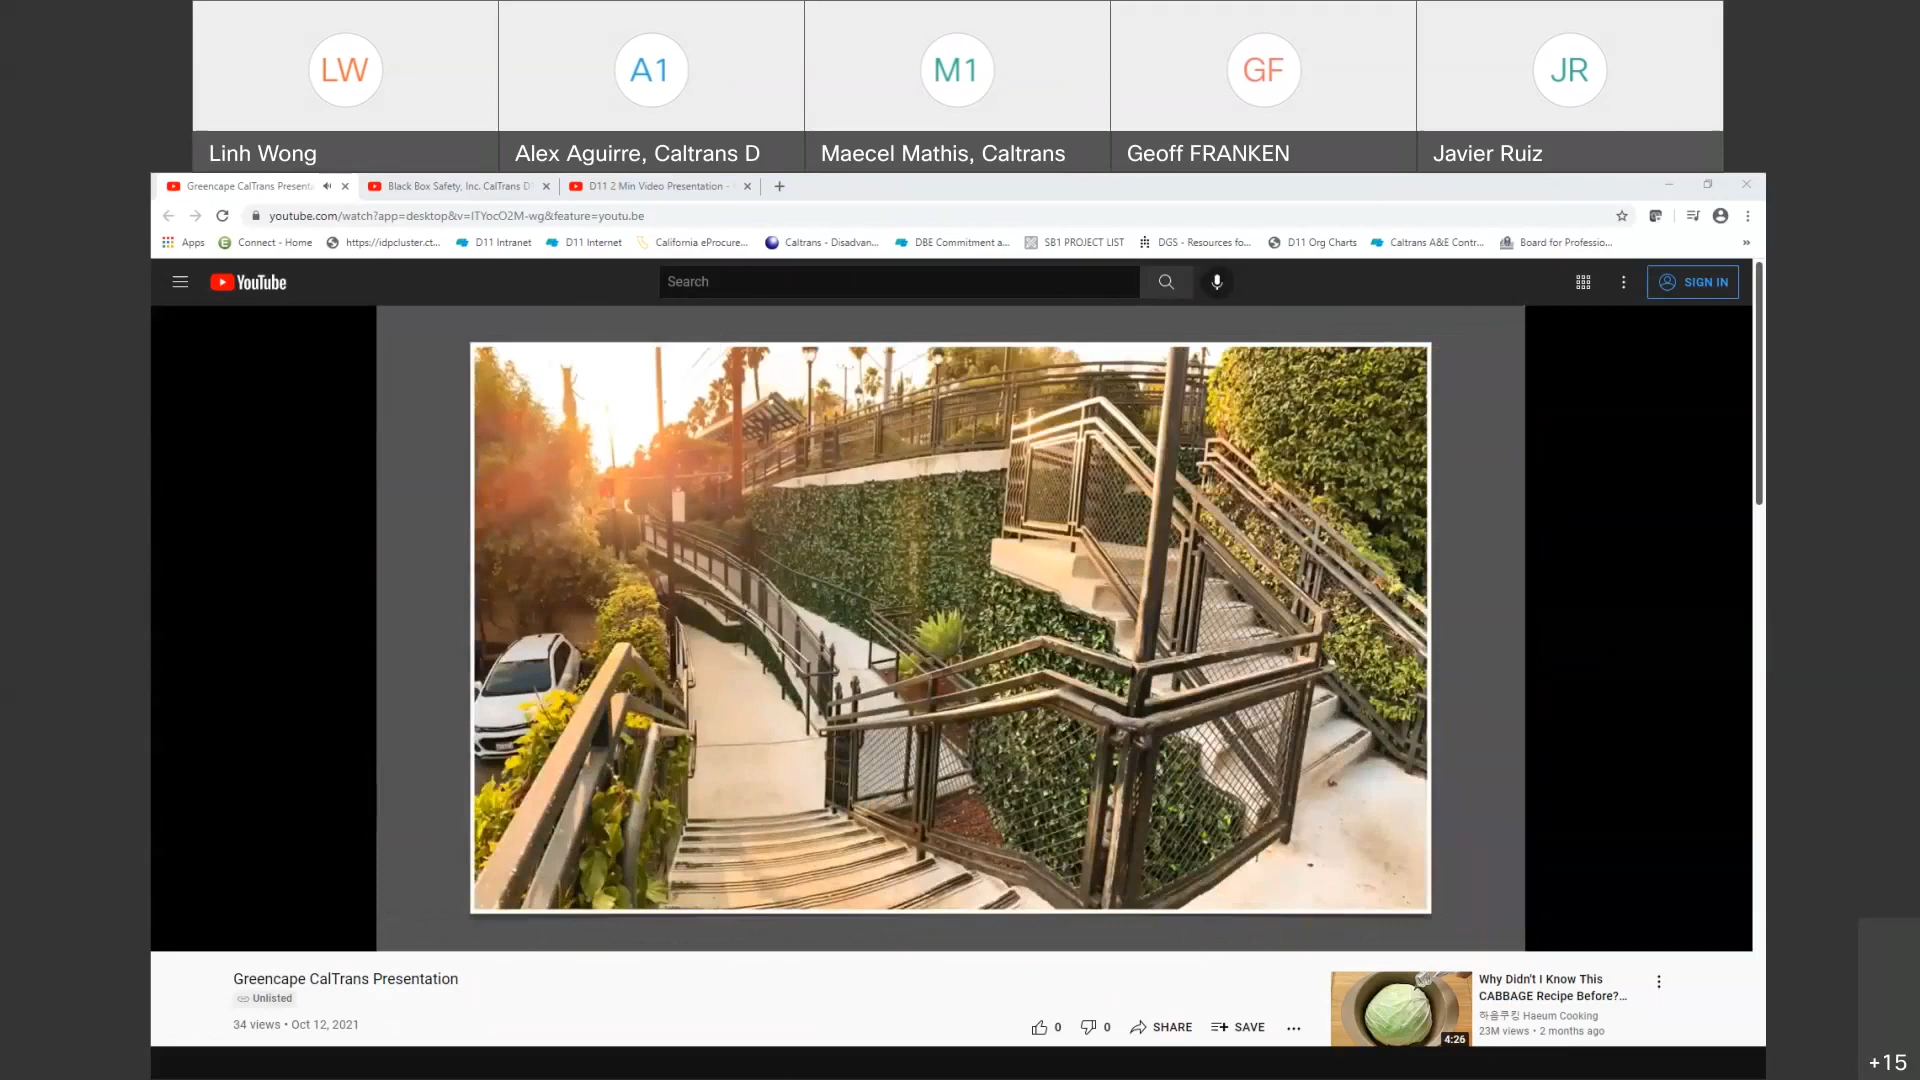 LW
A1
M1
GF
JR
Linh Wong
Alex Aguirre, Caltrans D
Maecel Mathis, Caltrans
Geoff FRANKEN
Javier Ruiz
Greencape CalTrans Present
Black Box Safety, Inc. CalTrans D
D11 2 Min Video Presentation -
youtube.com/watch?app=desktop&v=ITYocO2M-wg&feature=youtu.be
Apps
Connect - Home
https://idpcluster.ct...
D11 Intranet
D11 Internet
California eProcure...
Caltrans - Disadvan...
DBE Commitment a...
SB1 PROJECT LIST
DGS - Resources fo...
D11 Org Charts
Caltrans A&E Contr...
Board for Professio...
»
YouTube
Search
SIGN IN
Greencape CalTrans Presentation
Unlisted
34 views • Oct 12, 2021
0
0
SHARE
SAVE
Why Didn't I Know This
CABBAGE Recipe Before?...
하음쿠킹 Haeum Cooking
23M views • 2 months ago
4:26
+15